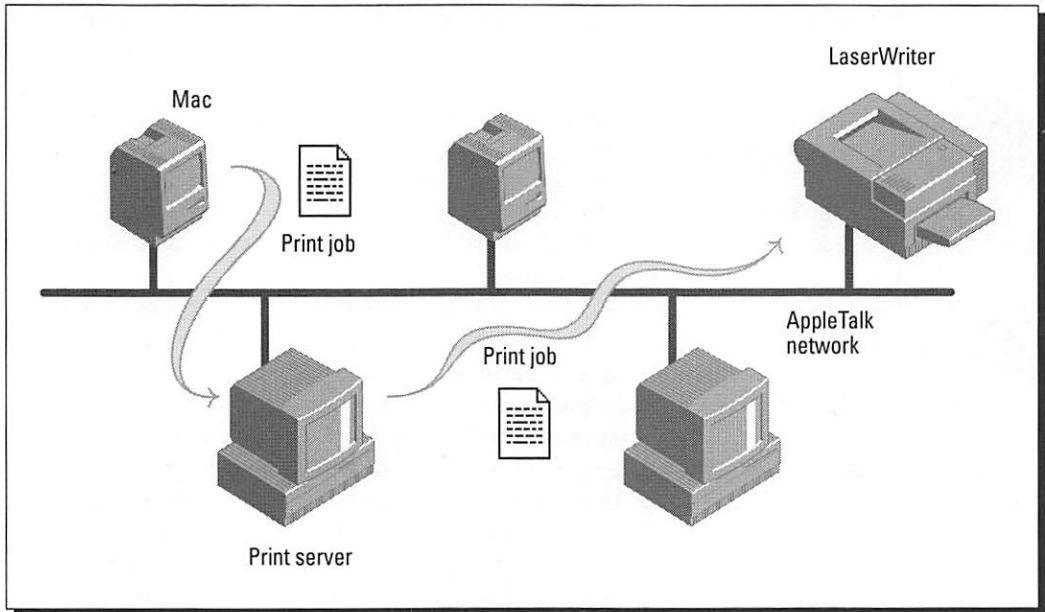 LaserWriter
Mac
Print job
AppleTalk
network
Print job
Print server